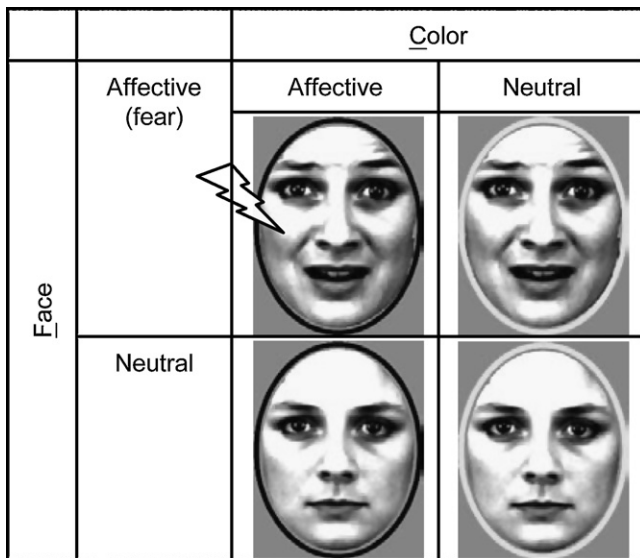 Color
Affective
(fear)
Affective
Neutral
Face
Neutral